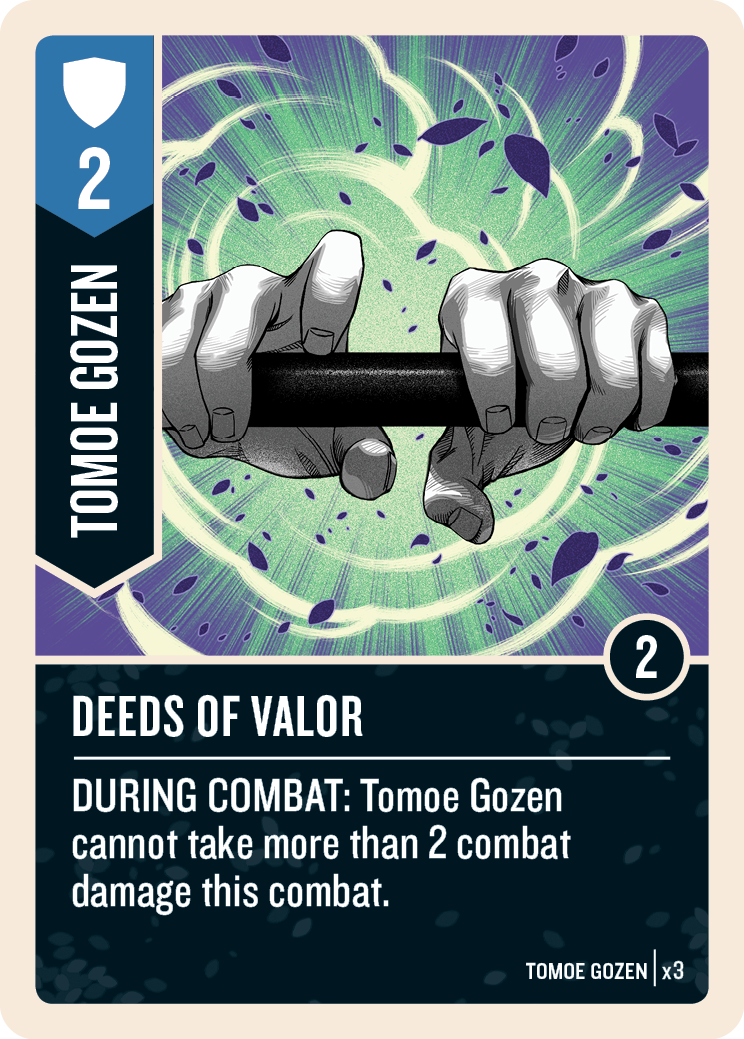 2
TOMOE GOZEN
2
DEEDS OF VALOR
DURING COMBAT: Tomoe Gozen
cannot take more than 2 combat
damage this combat.
TOMOE GOZEN x3